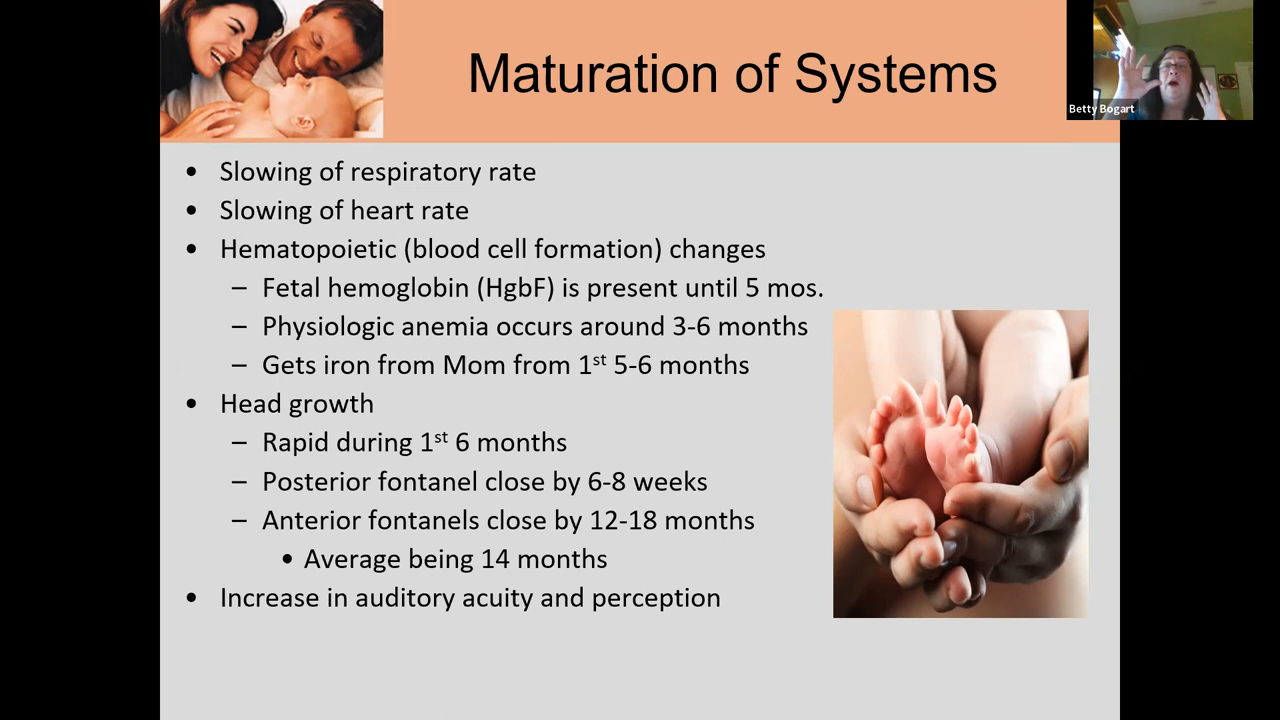 Maturation of Systems
Betty Bogart
• Slowing of respiratory rate
• Slowing of heart rate
• Hematopoietic (blood cell formation) changes
– Fetal hemoglobin (HgbF) is present until 5 mos.
– Physiologic anemia occurs around 3-6 months
– Gets iron from Mom from 1st 5-6 months
• Head growth
– Rapid during 1st 6 months
– Posterior fontanel close by 6-8 weeks
– Anterior fontanels close by 12-18 months
• Average being 14 months
• Increase in auditory acuity and perception